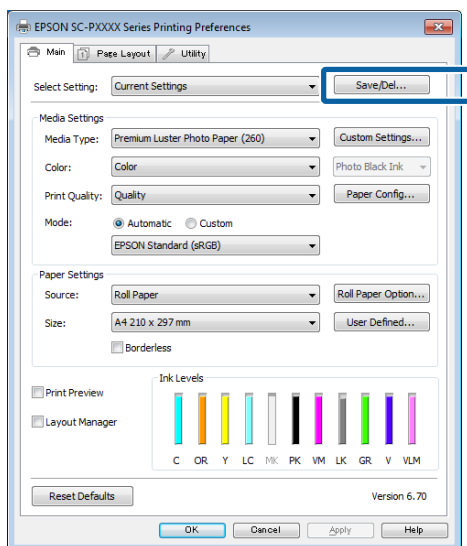 EPSON SC-PXXXX Series Printing Preferences
Main Page Layout Utility
Select Setting: Current Settings Save/Del...
Media Settings
Media Type: Premium Luster Photo Paper (260) Custom Settings...
Color: Color Photo Black Ink
Print Quality: Quality Paper Config...
Mode: Automatic Custom
EPSON Standard (sRGB)
Paper Settings
Source: Roll Paper Roll Paper Option...
Size: A4 210 x 297 mm User Defined...
Borderless
Ink Levels
Print Preview
Layout Manager
C OR Y LC MK PK VM LK GR V VLM
Reset Defaults Version 6.70
OK Cancel Apply Help